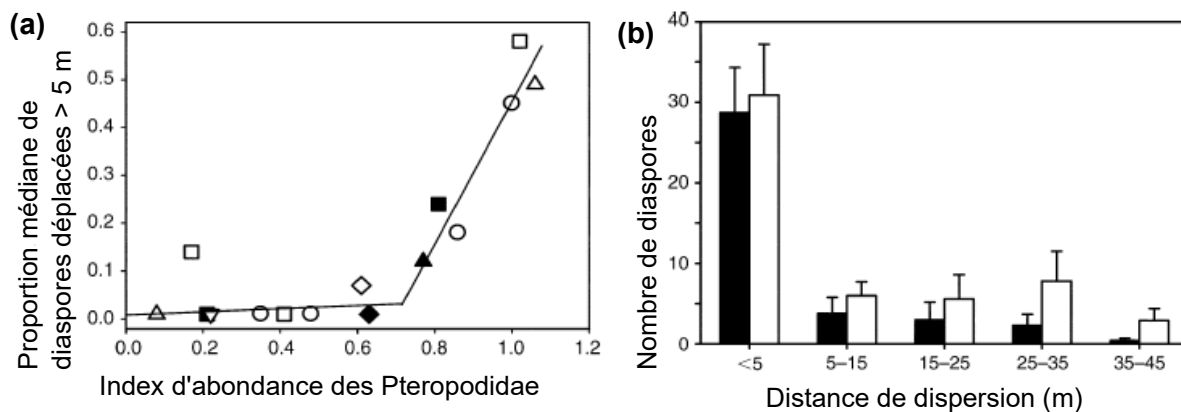 (a)
Proportion médiane de
diaspores déplacées > 5 m
0.6
0.5
0.4
0.3
0.2
0.1
0.0
0.0 0.2 0.4 0.6 0.8 1.0 1.2
Index d'abondance des Pteropodidae
(b)
Nombre de diaspores
40
30
20
10
0
<5 5–15 15–25 25–35 35–45
Distance de dispersion (m)